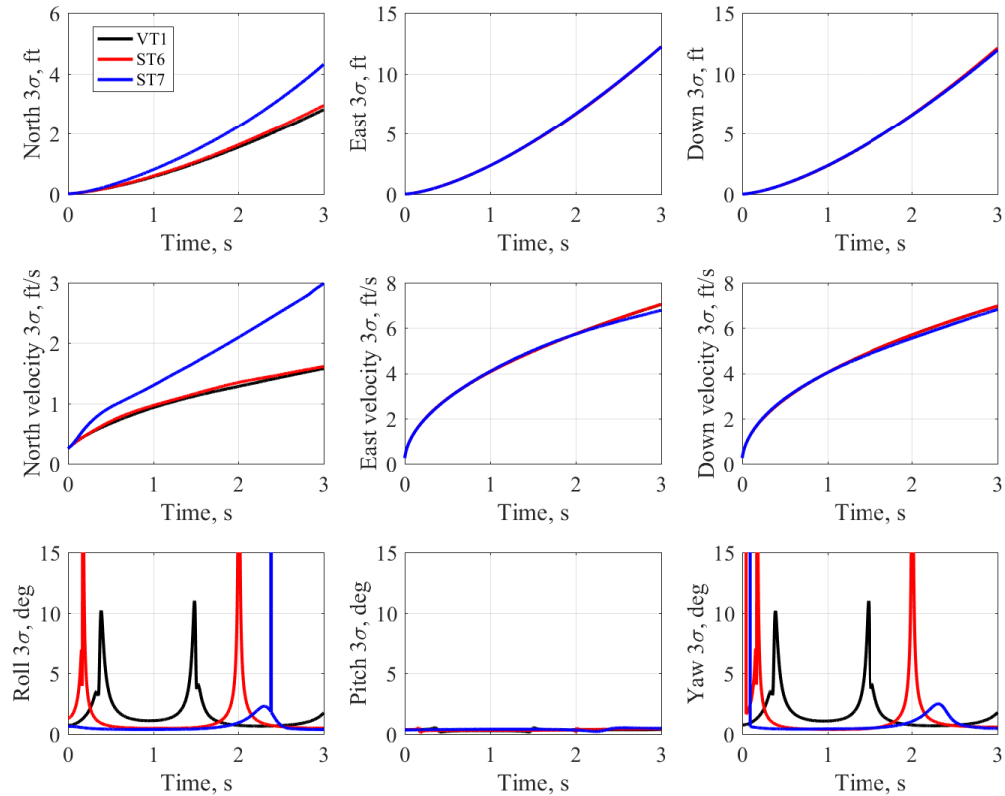 North 3σ, ft
6
4
2
0
0 1 2 3
Time, s
VT1
ST6
ST7
East 3σ, ft
15
10
5
0
0 1 2 3
Time, s
Down 3σ, ft
15
10
5
0
0 1 2 3
Time, s
North velocity 3σ, ft/s
3
2
1
0
0 1 2 3
Time, s
East velocity 3σ, ft/s
8
6
4
2
0
0 1 2 3
Time, s
Down velocity 3σ, ft/s
8
6
4
2
0
0 1 2 3
Time, s
Roll 3σ, deg
15
10
5
0
0 1 2 3
Time, s
Pitch 3σ, deg
15
10
5
0
0 1 2 3
Time, s
Yaw 3σ, deg
15
10
5
0
0 1 2 3
Time, s